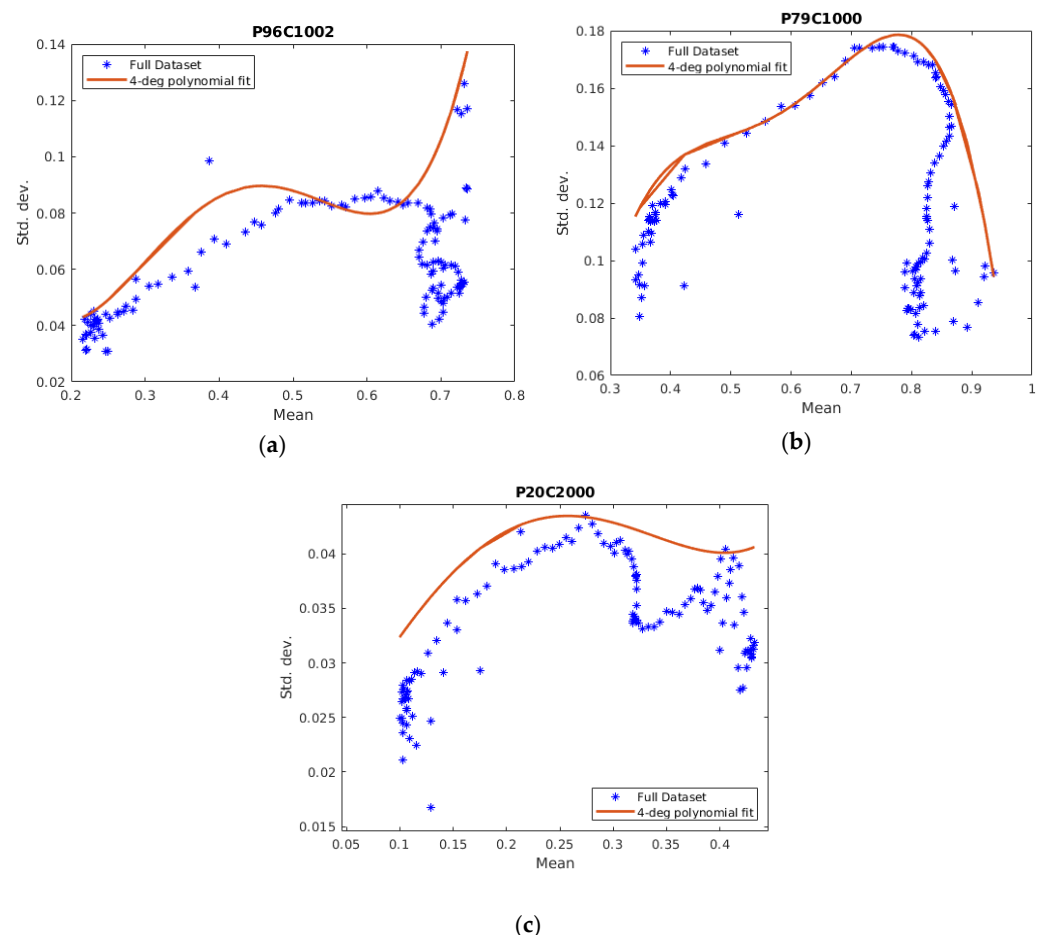 P96C1002
0.14
0.12
0.1
0.08
0.06
0.04
0.02
Std. dev.
Full Dataset
4-deg polynomial fit
0.2 0.3 0.4 0.5 0.6 0.7 0.8
Mean
(a)
P79C1000
0.18
0.16
0.14
0.12
0.1
0.08
0.06
Std. dev.
Full Dataset
4-deg polynomial fit
0.3 0.4 0.5 0.6 0.7 0.8 0.9 1
Mean
(b)
P20C2000
0.04
0.035
0.03
0.025
0.02
0.015
Std. dev.
Full Dataset
4-deg polynomial fit
0.05 0.1 0.15 0.2 0.25 0.3 0.35 0.4
Mean
(c)